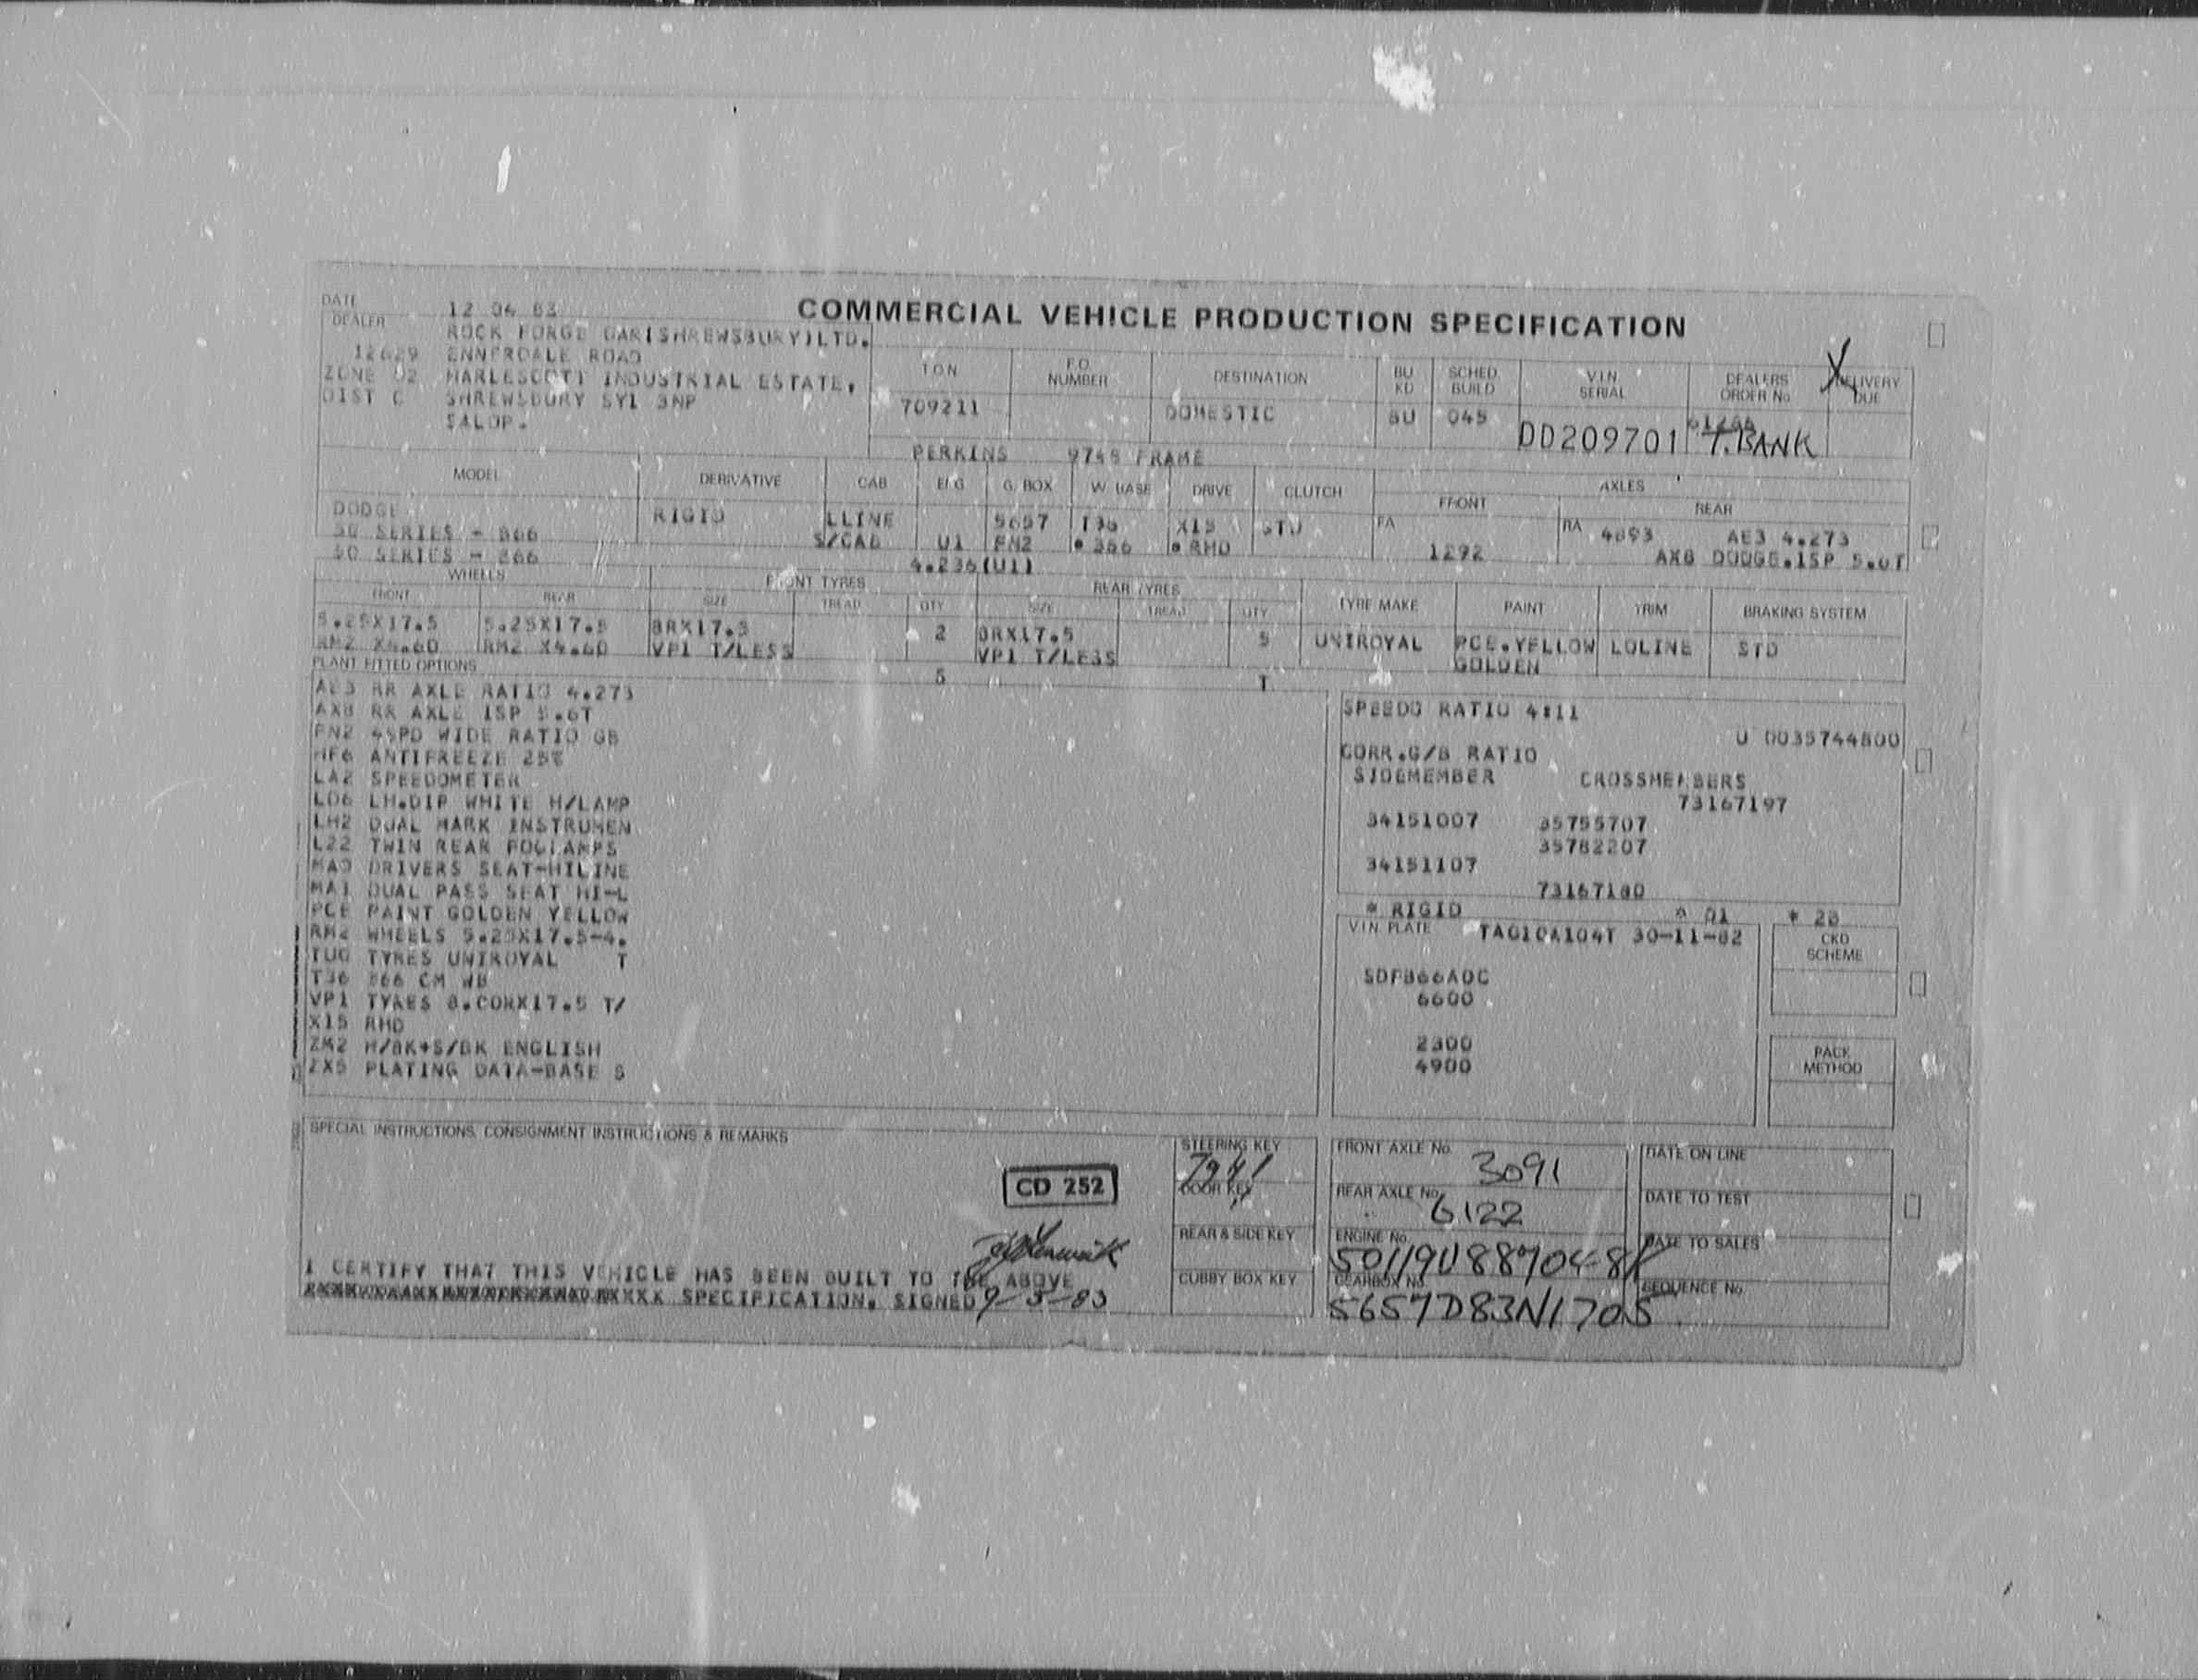 COMMERCIAL VEHICLE PRODUCTION SPECIFICATION
DATE 12 04 83
DEALER ROCK FORGE GAR(SHREWSBURY)LTD.
12629 ENNERDALE ROAD
ZONE 02 HARLESCOTT INDUSTRIAL ESTATE,
DIST C SHREWSBURY SY1 3NP
SALOP.
T.O.N F.O. NUMBER DESTINATION BU KD SCHED BUILD V.I.N. SERIAL DEALERS ORDER No. DELIVERY DUE
709211 DOMESTIC BU 045 DD209701 T.BANK
PERKINS 9748 FRAME
MODEL DERIVATIVE CAB ENG G. BOX W. BASE DRIVE CLUTCH AXLES
FRONT REAR
DODGE RIGID LLINE 5657 T36 X15 STD FA RA 4893 AE3 4.273
50 SERIES - S66 S/CAB U1 FN2 * 366 * RHD 1292 AX8 DODGE.1SP 5.6T
50 SERIES - S66 4.236(U1)
WHEELS FRONT TYRES REAR TYRES TYRE MAKE PAINT TRIM BRAKING SYSTEM
FRONT REAR SIZE TREAD QTY SIZE TREAD QTY
5.25X17.5 5.25X17.5 8RX17.5 2 8RX17.5 5 UNIROYAL PCE.YELLOW LOLINE STD
RM2 X4.60 RM2 X4.60 VP1 T/LESS VP1 T/LESS GOLDEN
PLANT FITTED OPTIONS 5 T
AE3 RR AXLE RATIO 4.273
AX8 RR AXLE 1SP 5.6T
FN2 4SPD WIDE RATIO GB
HF6 ANTIFREEZE 25%
LA2 SPEEDOMETER
LD6 LH.DIP WHITE H/LAMP
LH2 DUAL MARK INSTRUMEN
L22 TWIN REAR FOGLAMPS
MAD DRIVERS SEAT-HILINE
MA1 DUAL PASS SEAT HI-L
PCE PAINT GOLDEN YELLOW
RM2 WHEELS 5.25X17.5-4.
TUO TYRES UNIROYAL T
T36 366 CM WB
VP1 TYRES 8.00RX17.5 T/
X15 RHD
ZM2 H/BK+S/BK ENGLISH
ZX5 PLATING DATA-BASE S
SPEEDO RATIO 4:11
U 0035744800
CORR.G/B RATIO
SIDEMEMBER CROSSMEMBERS
73167197
34151007 35755707
35782207
34151107
73167180
* RIGID * 01 * 28
V.I.N. PLATE TAG10A104T 30-11-82
CKD SCHEME
SDFB66A0C
6600
2300
4900
PACK METHOD
SPECIAL INSTRUCTIONS, CONSIGNMENT INSTRUCTIONS & REMARKS
CD 252
I CERTIFY THAT THIS VEHICLE HAS BEEN BUILT TO THE ABOVE
SPECIFICATION. SIGNED 9-5-83
STEERING KEY
DOOR KEY
REAR & SIDE KEY
CUBBY BOX KEY
FRONT AXLE No. 3091
REAR AXLE No. 6122
ENGINE No.
GEARBOX No. 5657D83N1705
DATE ON LINE
DATE TO TEST
DATE TO SALES
SEQUENCE No.